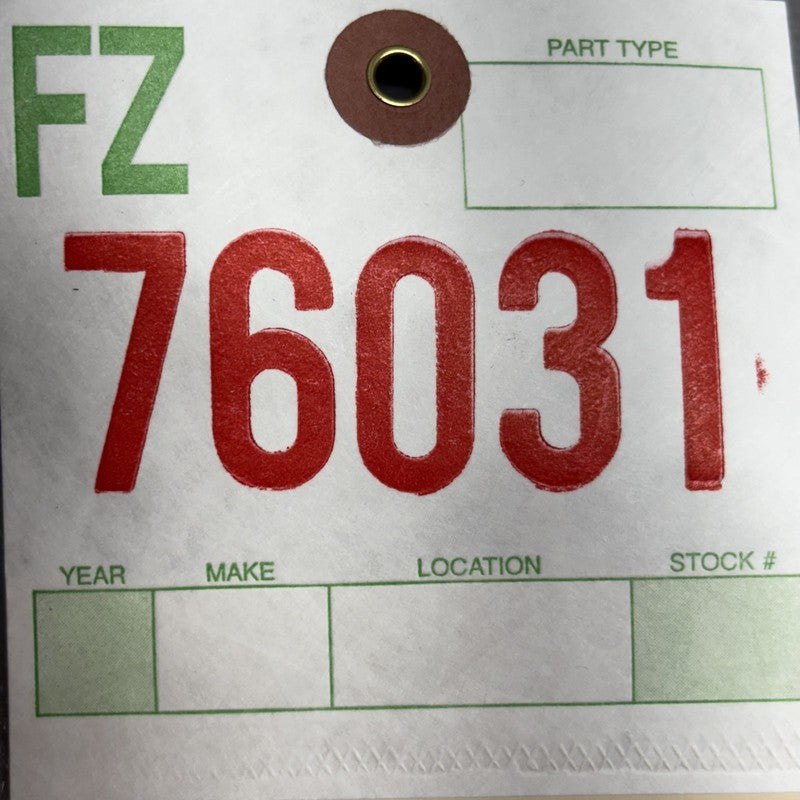 FZ
PART TYPE
76031
YEAR MAKE LOCATION STOCK #